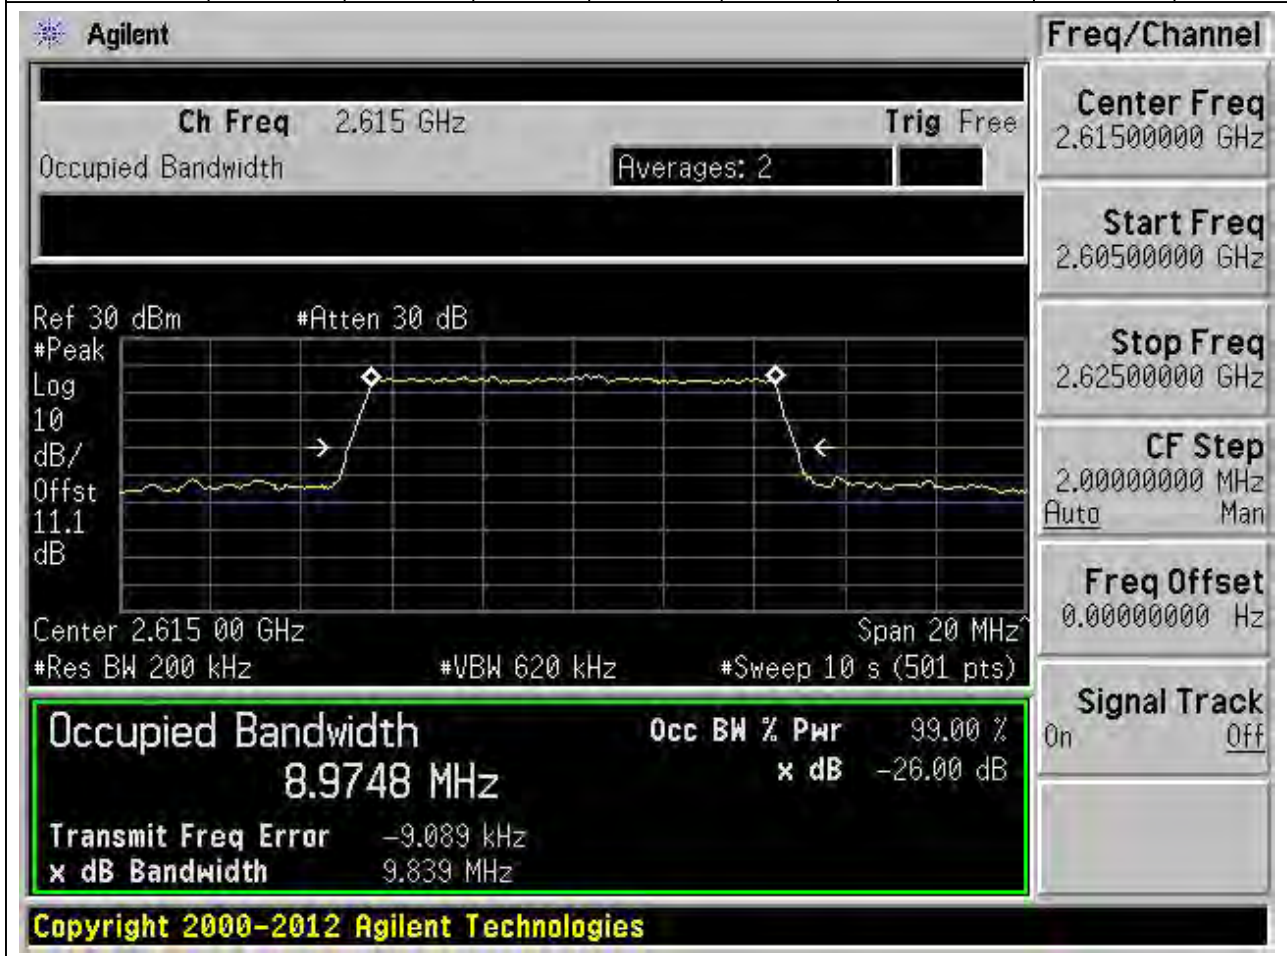 Agilent
Freq/Channel
Ch Freq 2.615 GHz Trig Free
Occupied Bandwidth Averages: 2
Center Freq
2.61500000 GHz
Start Freq
2.60500000 GHz
Stop Freq
2.62500000 GHz
CF Step
2.00000000 MHz
Auto Man
Freq Offset
0.00000000 Hz
Signal Track
On Off
Ref 30 dBm #Atten 30 dB
#Peak
Log
10
dB/
Offst
11.1
dB
Center 2.615 00 GHz Span 20 MHz^
#Res BW 200 kHz #VBW 620 kHz #Sweep 10 s (501 pts)
Occupied Bandwidth Occ BW % Pwr 99.00 %
8.9748 MHz x dB -26.00 dB
Transmit Freq Error -9.089 kHz
x dB Bandwidth 9.839 MHz
Copyright 2000-2012 Agilent Technologies